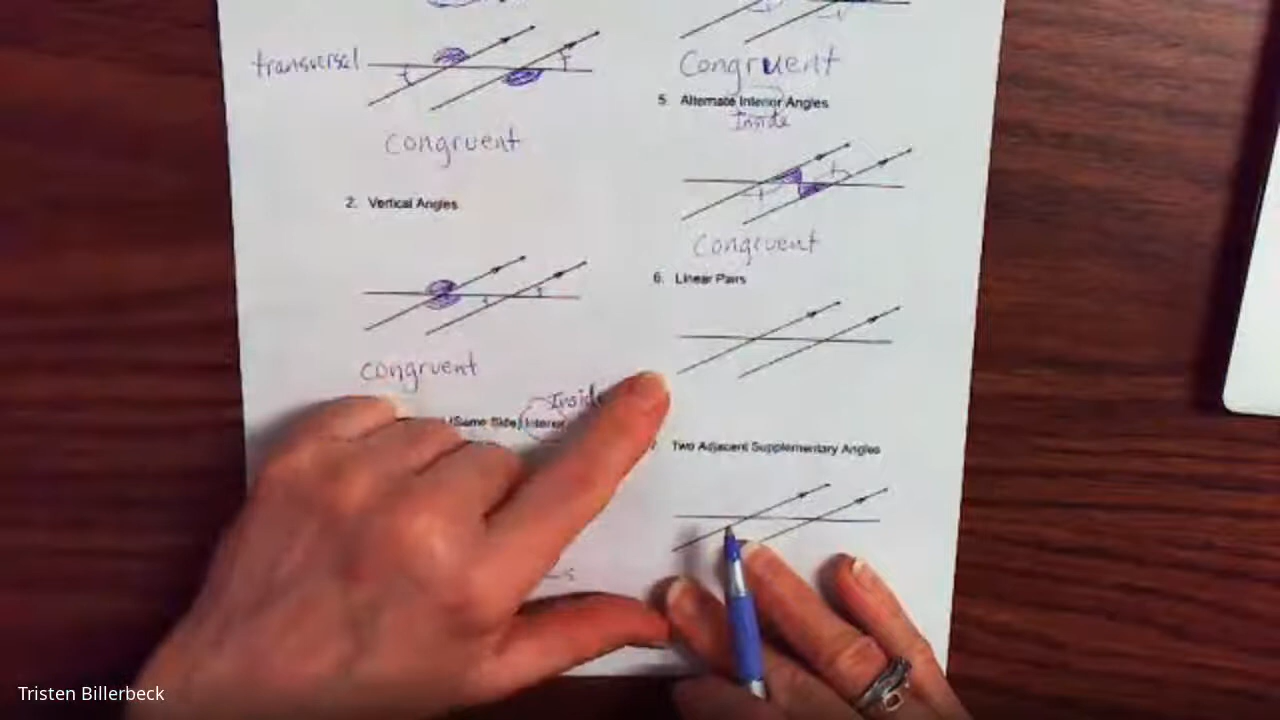 transversal
congruent
2. Vertical Angles
congruent
Inside
(Same Side) Interior
Congruent
5. Alternate Interior Angles
Inside
Congruent
6. Linear Pairs
Two Adjacent Supplementary Angles
Tristen Billerbeck